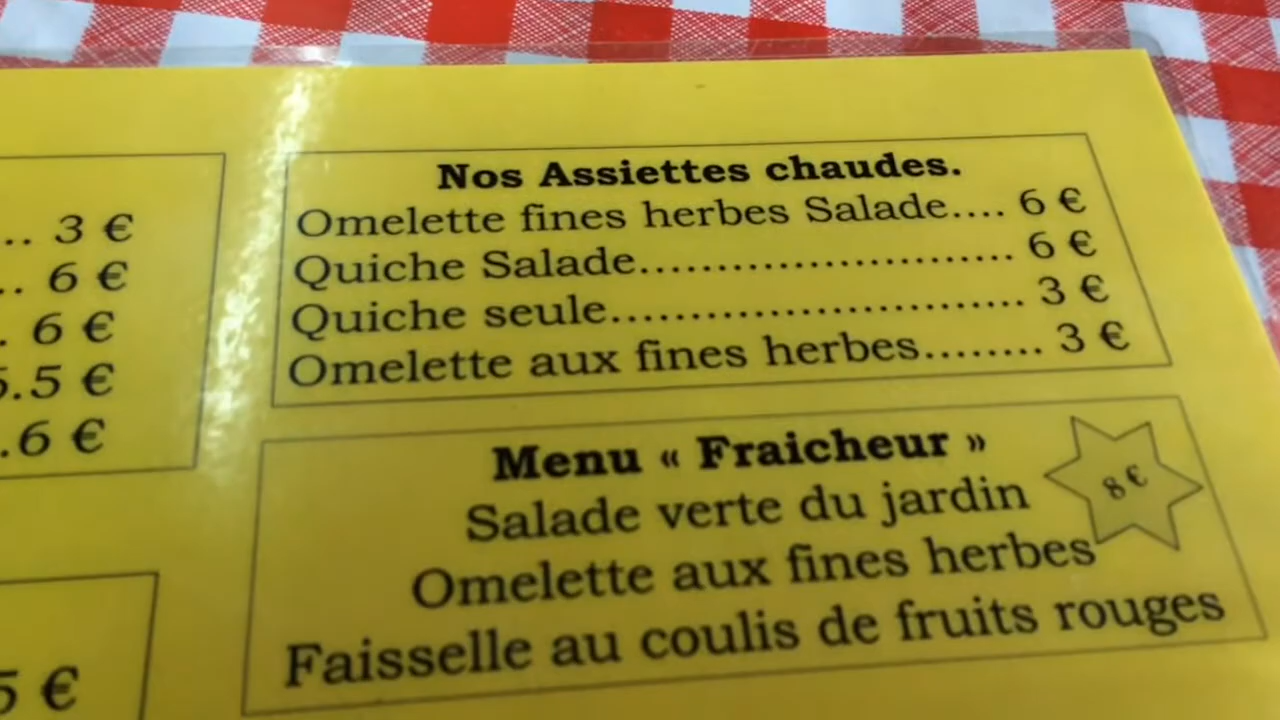 ... 3 €
.. 6 €
. 6 €
.5 €
.6 €
5 €
Nos Assiettes chaudes.
Omelette fines herbes Salade.... 6 €
Quiche Salade........................ 6 €
Quiche seule........................... 3 €
Omelette aux fines herbes........ 3 €
Menu « Fraicheur »
8 €
Salade verte du jardin
Omelette aux fines herbes
Faisselle au coulis de fruits rouges